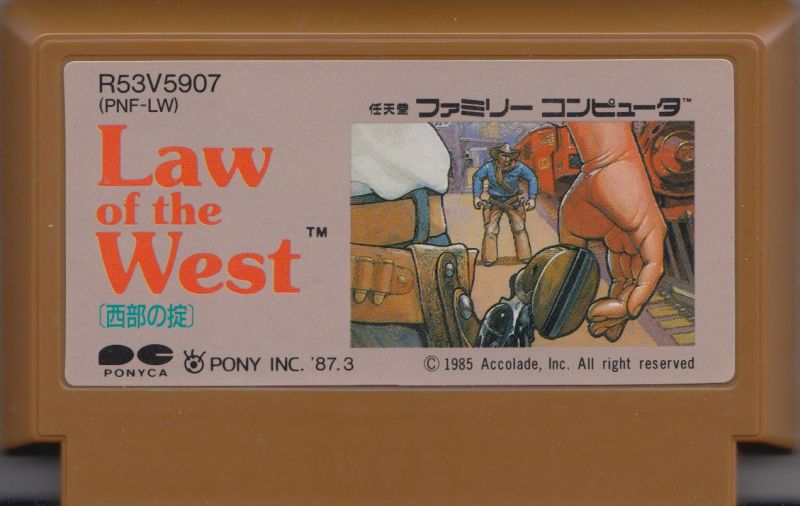 R53V5907
(PNF-LW)
任天堂 ファミリー コンピュータ™
Law
of the
West ™
〔西部の掟〕
PC
PONYCA
PONY INC. '87.3
© 1985 Accolade, Inc. All right reserved